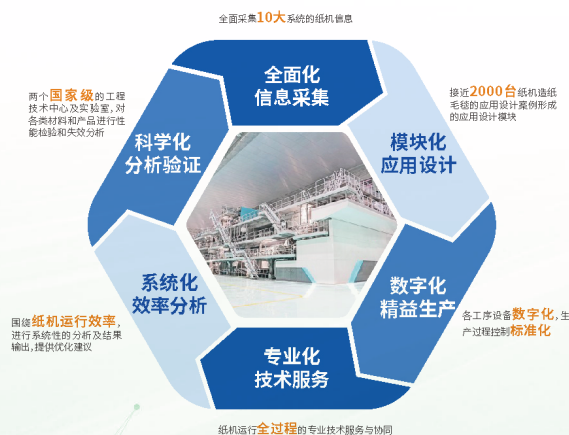 全面采集10大系统的纸机信息
全面化
信息采集
两个国家级的工程
技术中心及实验室,对
各类材料和产品进行性
能检验和失效分析
科学化
分析验证
接近2000台纸机造纸
毛毯的应用设计案例形成
的应用设计模块
模块化
应用设计
系统化
效率分析
数字化
精益生产
围绕纸机运行效率,
进行系统性的分析及结果
输出,提供优化建议
各工序设备数字化,生
产过程控制标准化
专业化
技术服务
纸机运行全过程的专业技术服务与协同